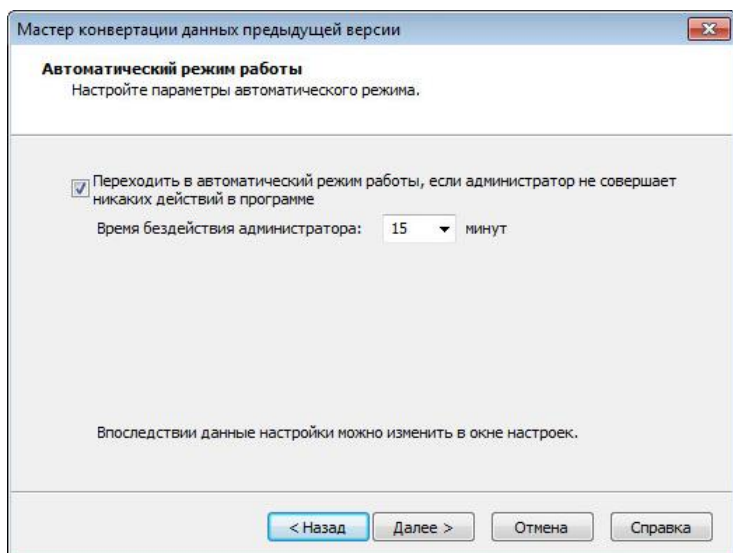 Мастер конвертации данных предыдущей версии
Автоматический режим работы
Настройте параметры автоматического режима.
Переходить в автоматический режим работы, если администратор не совершает
никаких действий в программе
Время бездействия администратора: 15 минут
Впоследствии данные настройки можно изменить в окне настроек.
< Назад Далее > Отмена Справка